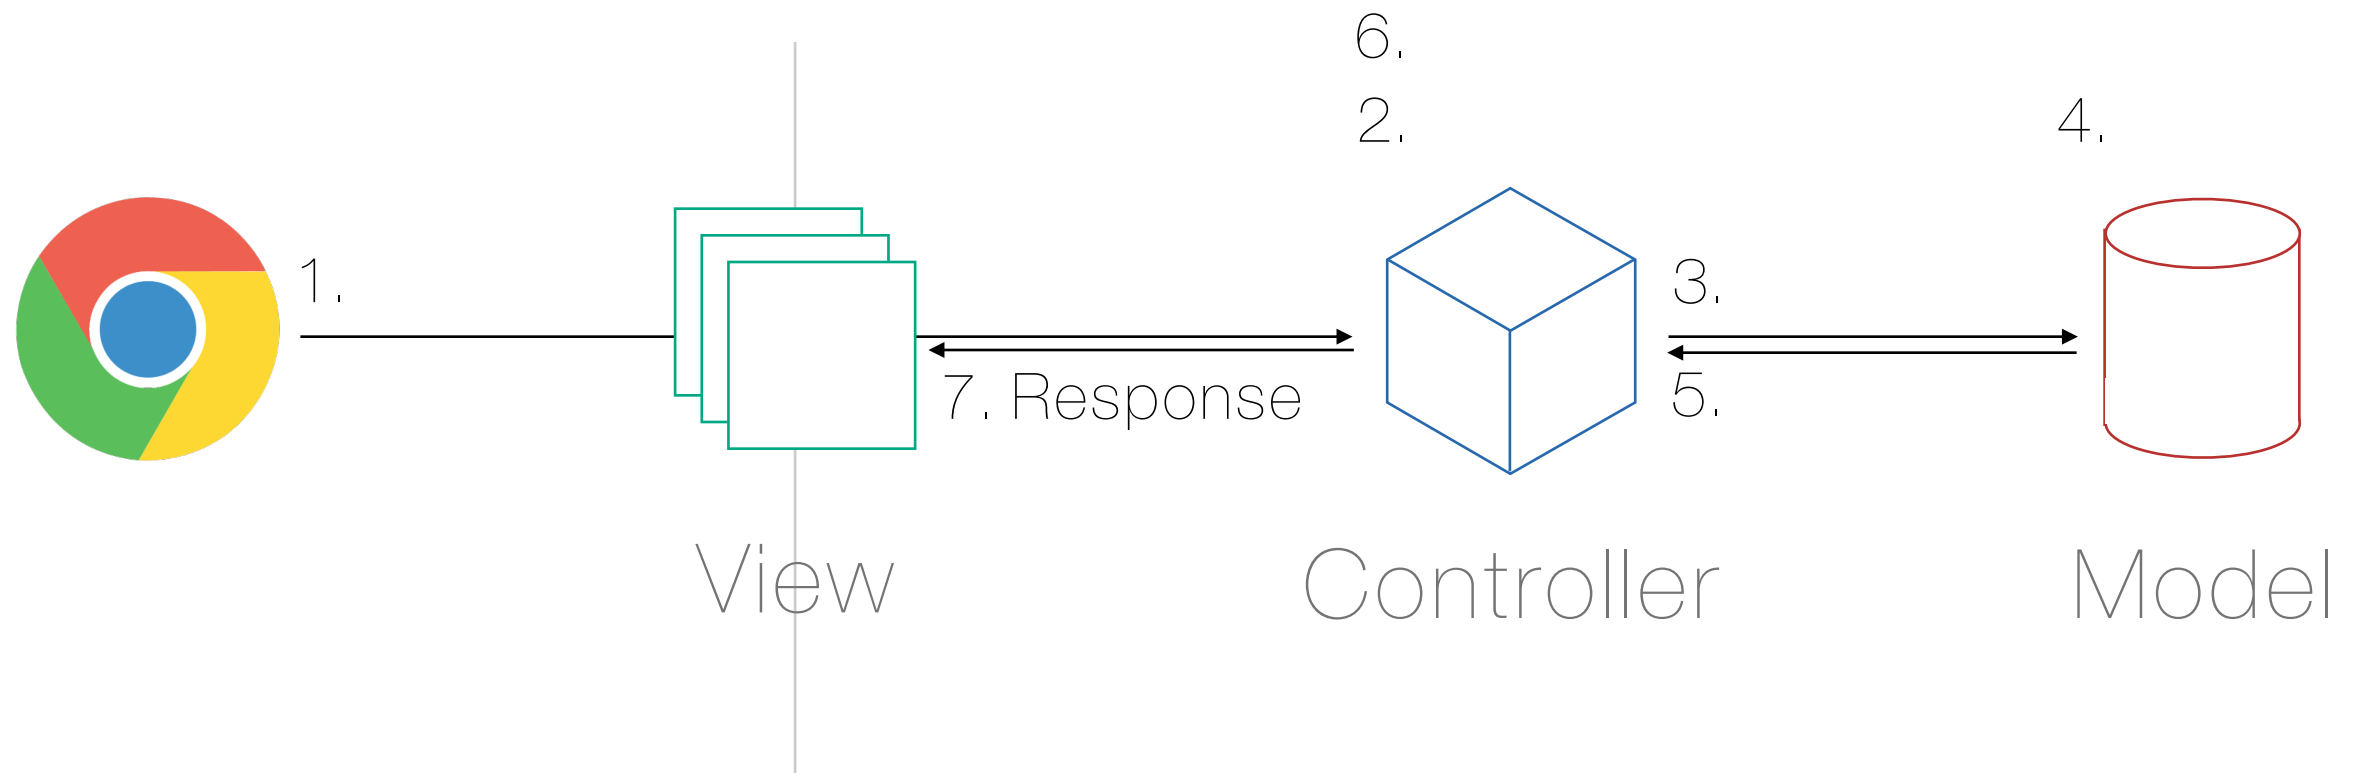 6.
2.
4.
1.
3.
7. Response
5.
View
Controller
Model